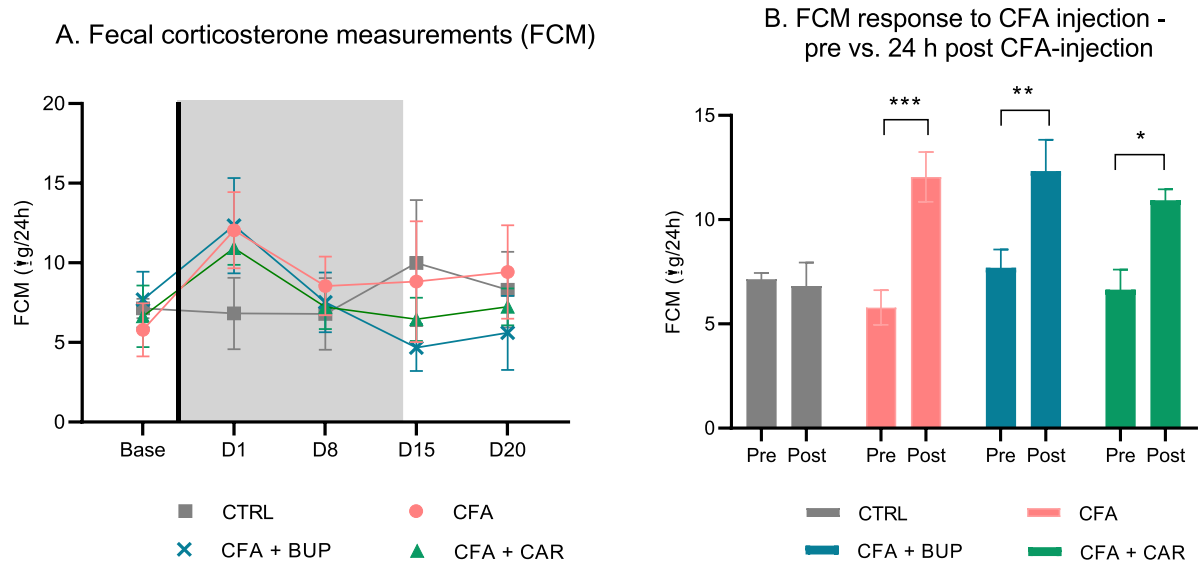 A. Fecal corticosterone measurements (FCM)
20
15
10
5
0
FCM
Base D1 D8 D15 D20
CTRL CFA
CFA + BUP CFA + CAR
B. FCM response to CFA injection -
pre vs. 24 h post CFA-injection
15
10
5
0
FCM
*** ** *
Pre Post Pre Post Pre Post Pre Post
CTRL CFA
CFA + BUP CFA + CAR